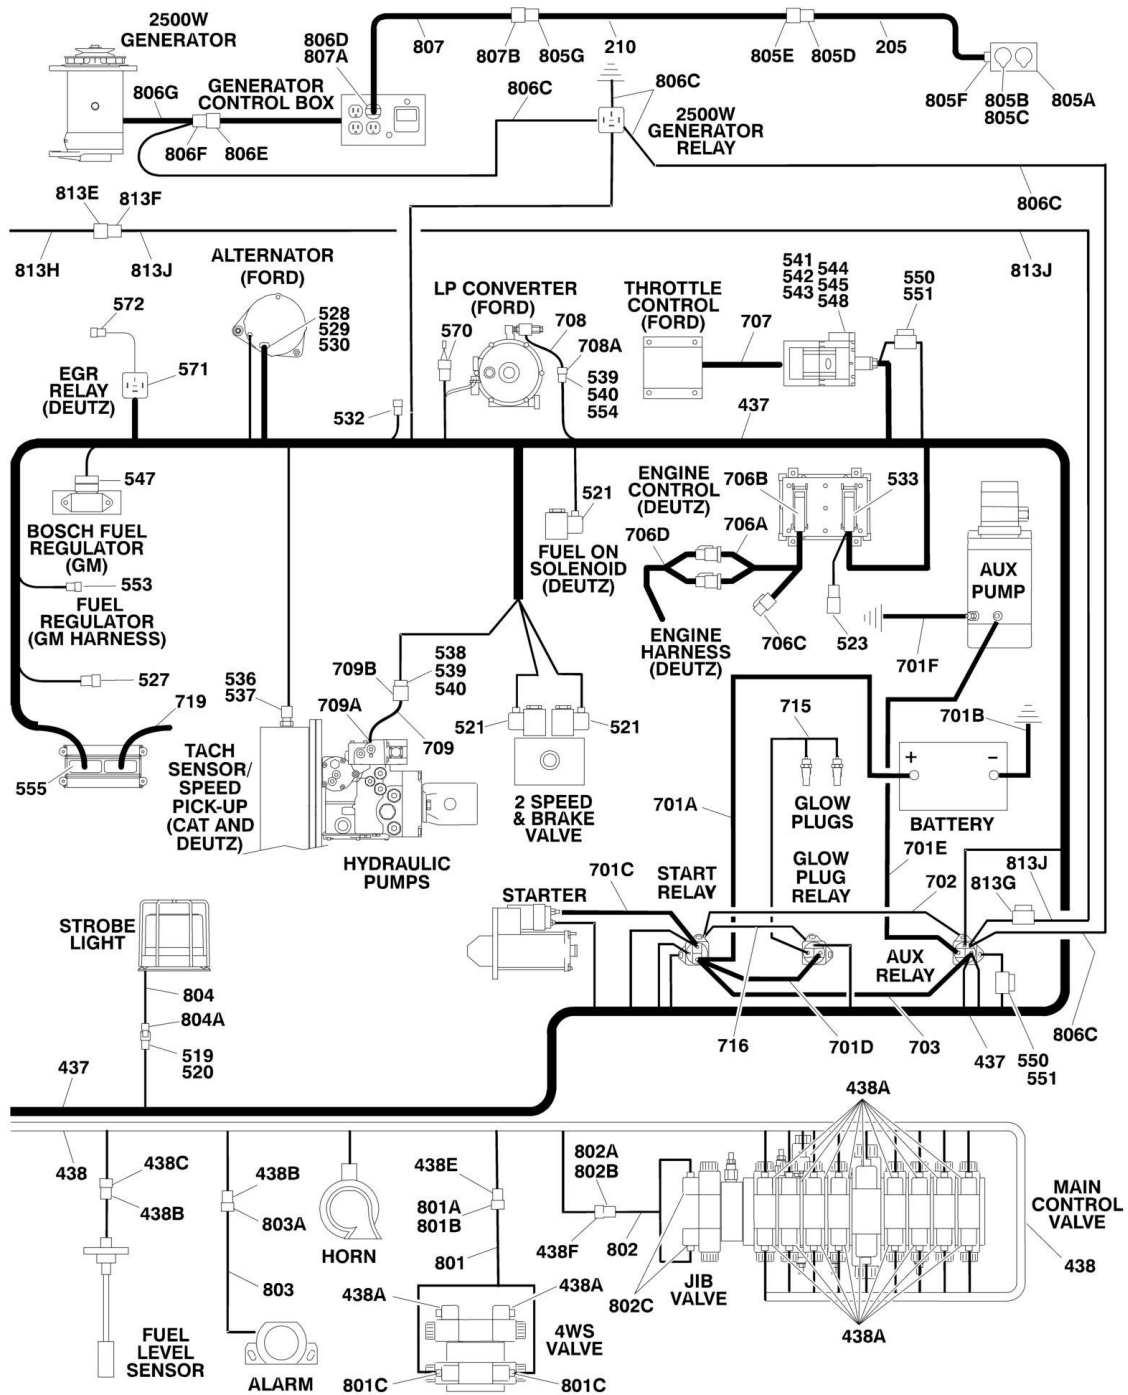 2500W
GENERATOR
806D
807A
807
807B
805G
210
805E
805D
205
805F
805B
805C
805A
806G
GENERATOR
CONTROL BOX
806F
806E
806C
806C
2500W
GENERATOR
RELAY
806C
813E
813F
813H
813J
813J
ALTERNATOR
(FORD)
528
529
530
572
571
EGR
RELAY
(DEUTZ)
532
LP CONVERTER
(FORD)
570
708
708A
539
540
554
THROTTLE
CONTROL
(FORD)
707
541
542
543
544
545
548
550
551
437
547
BOSCH FUEL
REGULATOR
(GM)
553
FUEL
REGULATOR
(GM HARNESS)
527
719
555
536
537
TACH
SENSOR/
SPEED
PICK-UP
(CAT AND
DEUTZ)
709B
538
539
540
709A
709
HYDRAULIC
PUMPS
521
FUEL ON
SOLENOID
(DEUTZ)
521
521
2 SPEED
& BRAKE
VALVE
ENGINE
CONTROL
(DEUTZ)
706B
533
706A
706D
706C
523
ENGINE
HARNESS
(DEUTZ)
AUX
PUMP
701F
701B
+
-
BATTERY
715
GLOW
PLUGS
701A
701E
GLOW
PLUG
RELAY
START
RELAY
701C
STARTER
702
813G
813J
AUX
RELAY
716
701D
703
437
550
551
806C
STROBE
LIGHT
804
804A
519
520
437
438
438C
438B
FUEL
LEVEL
SENSOR
438B
803A
803
ALARM
HORN
438E
801A
801B
801
438A
438A
4WS
VALVE
801C
801C
802A
802B
438F
802
802C
JIB
VALVE
438A
438A
MAIN
CONTROL
VALVE
438